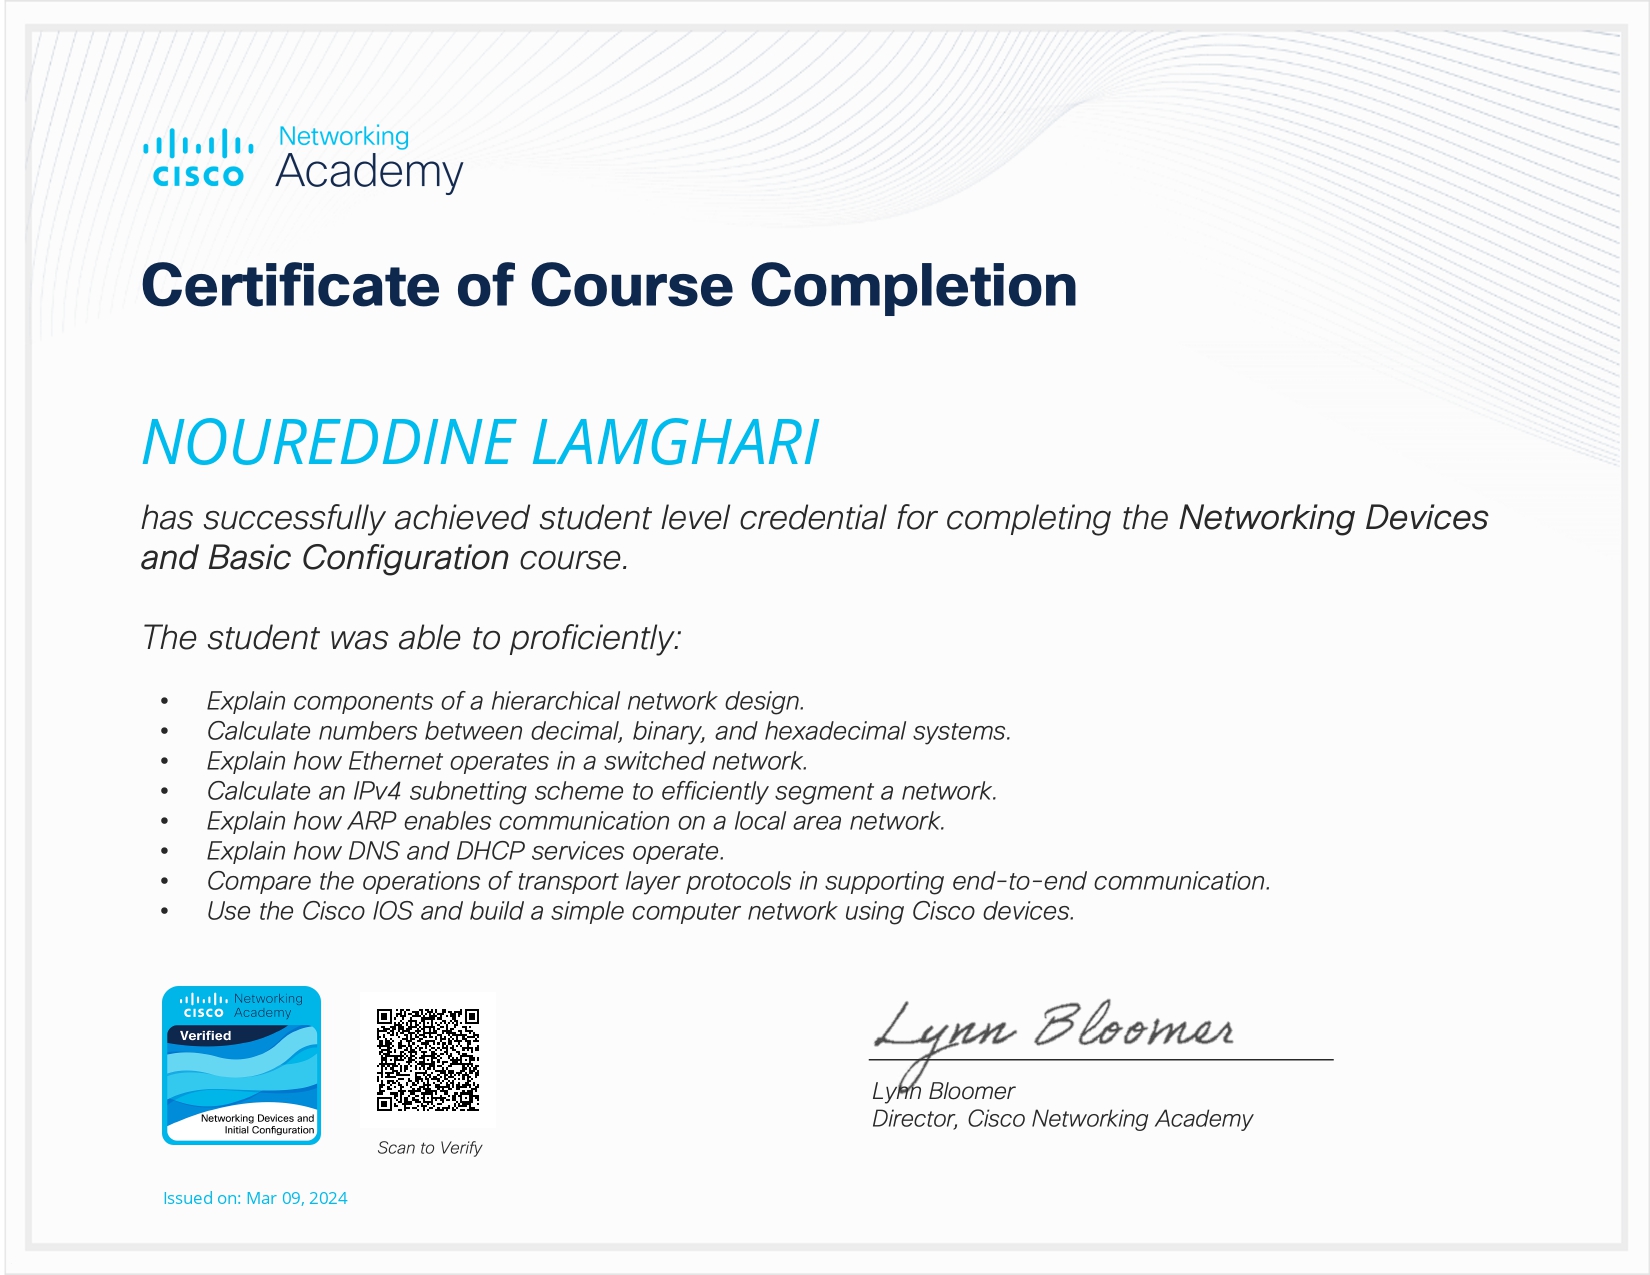 Networking
CISCO Academy
Certificate of Course Completion
NOUREDDINE LAMGHARI
has successfully achieved student level credential for completing the Networking Devices
and Basic Configuration course.
The student was able to proficiently:
• Explain components of a hierarchical network design.
• Calculate numbers between decimal, binary, and hexadecimal systems.
• Explain how Ethernet operates in a switched network.
• Calculate an IPv4 subnetting scheme to efficiently segment a network.
• Explain how ARP enables communication on a local area network.
• Explain how DNS and DHCP services operate.
• Compare the operations of transport layer protocols in supporting end-to-end communication.
• Use the Cisco IOS and build a simple computer network using Cisco devices.
Networking
CISCO Academy
Verified
Networking Devices and
Initial Configuration
Scan to Verify
Lynn Bloomer
Lynn Bloomer
Director, Cisco Networking Academy
Issued on: Mar 09, 2024